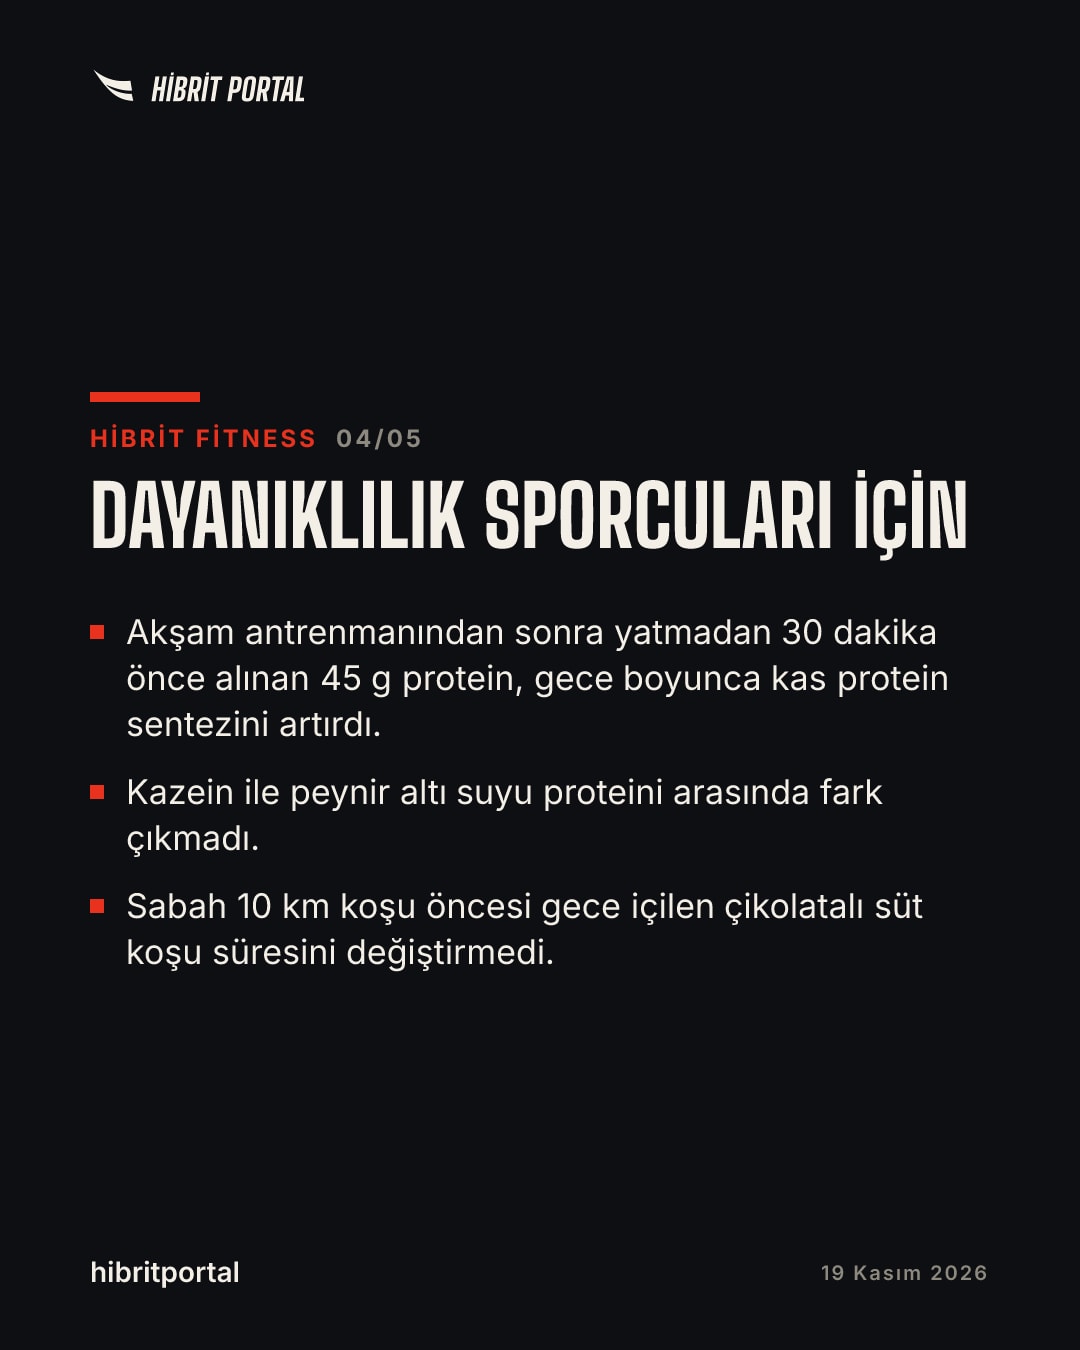 HİBRİT PORTAL
HİBRİT FİTNESS 04/05
DAYANIKLILIK SPORCULARI İÇİN
Akşam antrenmanından sonra yatmadan 30 dakika
önce alınan 45 g protein, gece boyunca kas protein
sentezini artırdı.
Kazein ile peynir altı suyu proteini arasında fark
çıkmadı.
Sabah 10 km koşu öncesi gece içilen çikolatalı süt
koşu süresini değiştirmedi.
hibritportal
19 Kasım 2026